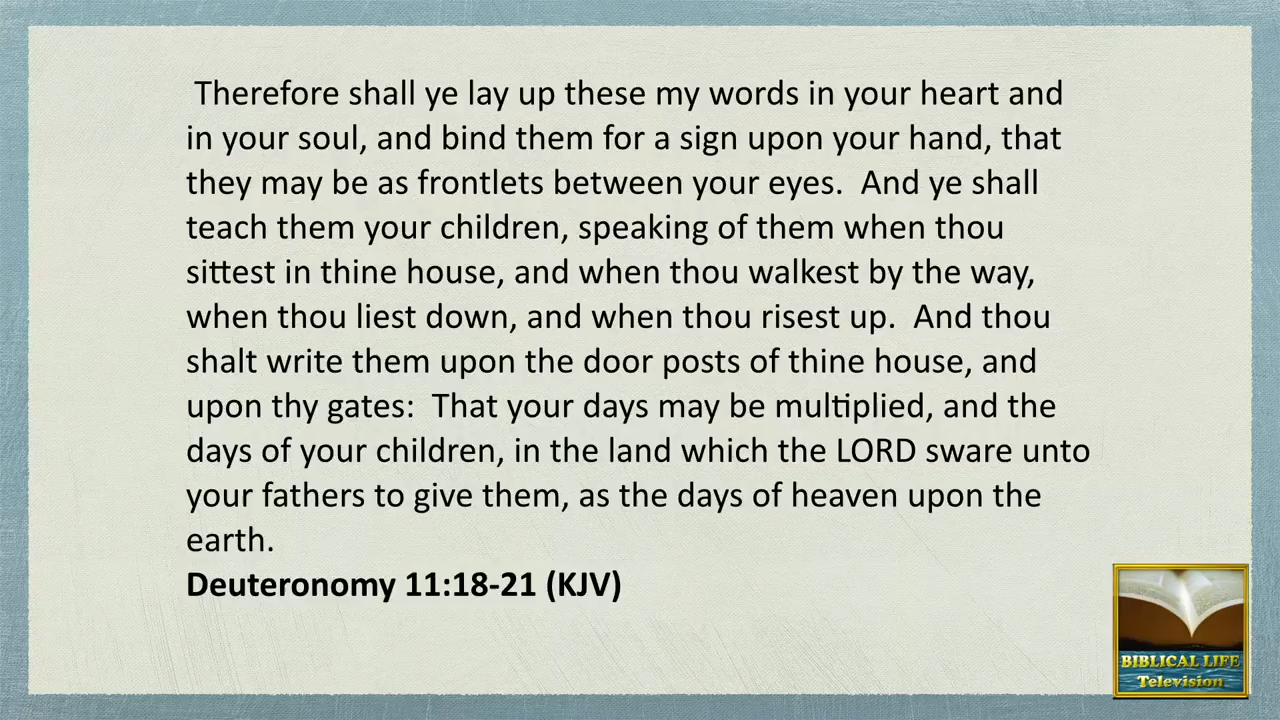 Therefore shall ye lay up these my words in your heart and
in your soul, and bind them for a sign upon your hand, that
they may be as frontlets between your eyes.  And ye shall
teach them your children, speaking of them when thou
sittest in thine house, and when thou walkest by the way,
when thou liest down, and when thou risest up.  And thou
shalt write them upon the door posts of thine house, and
upon thy gates:  That your days may be multiplied, and the
days of your children, in the land which the LORD sware unto
your fathers to give them, as the days of heaven upon the
earth.
Deuteronomy 11:18-21 (KJV)
BIBLICAL LIFE
Television